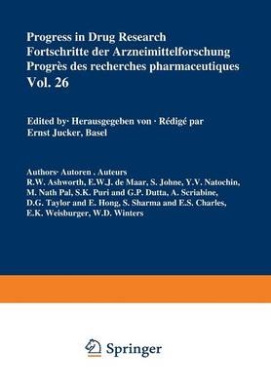 Progress in Drug Research
Fortschritte der Arzneimittelforschung
Progrès des recherches pharmaceutiques
Vol. 26
Edited by· Herausgegeben von · Rédigé par
Ernst Jucker, Basel
Authors· Autoren . Auteurs
R.W. Ashworth, E.W.J. de Maar, S. Johne, Y.V. Natochin,
M. Nath Pal, S.K. Puri and G.P. Dutta, A. Scriabine,
D.G. Taylor and E. Hong, S. Sharma and E.S. Charles,
E.K. Weisburger, W.D. Winters
Springer